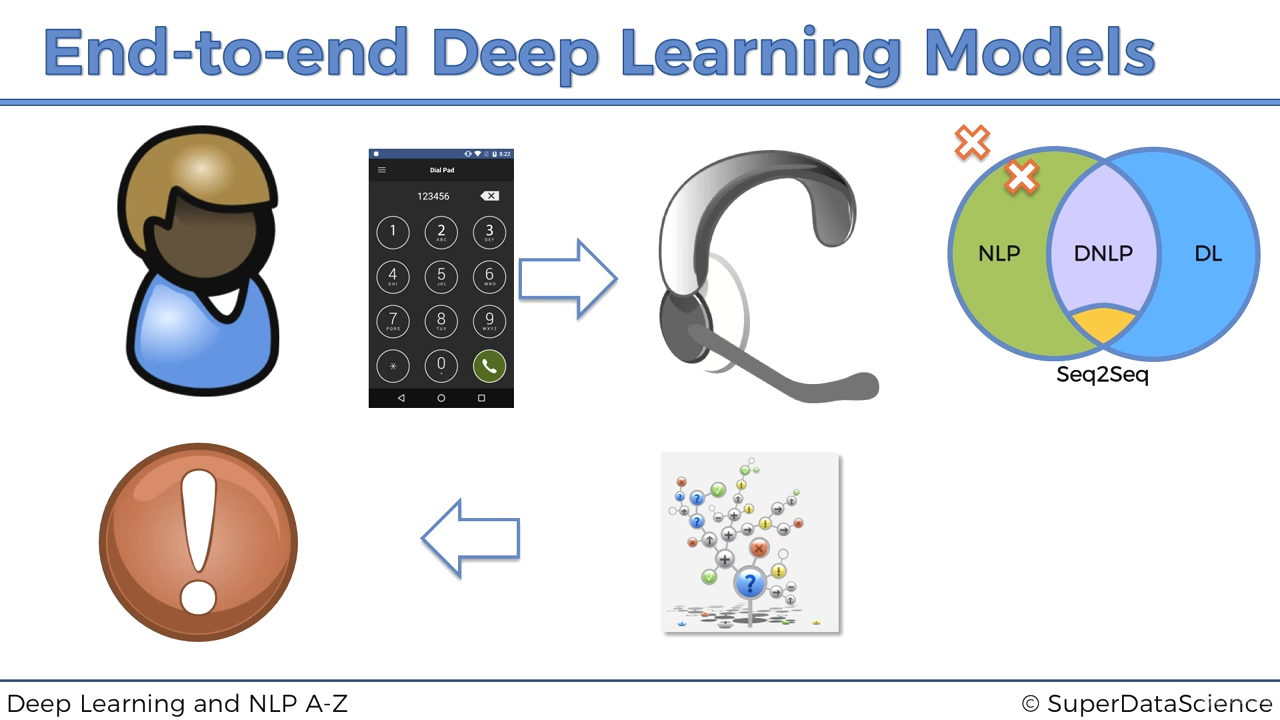 End-to-end Deep Learning Models
8:22
Dial Pad
123456
1
2
ABC
3
DEF
4
GHI
5
JKL
6
MNO
7
PQRS
8
TUV
9
WXYZ
*
0
+
NLP
DNLP
DL
Seq2Seq
?
?
?
?
Deep Learning and NLP A-Z
© SuperDataScience